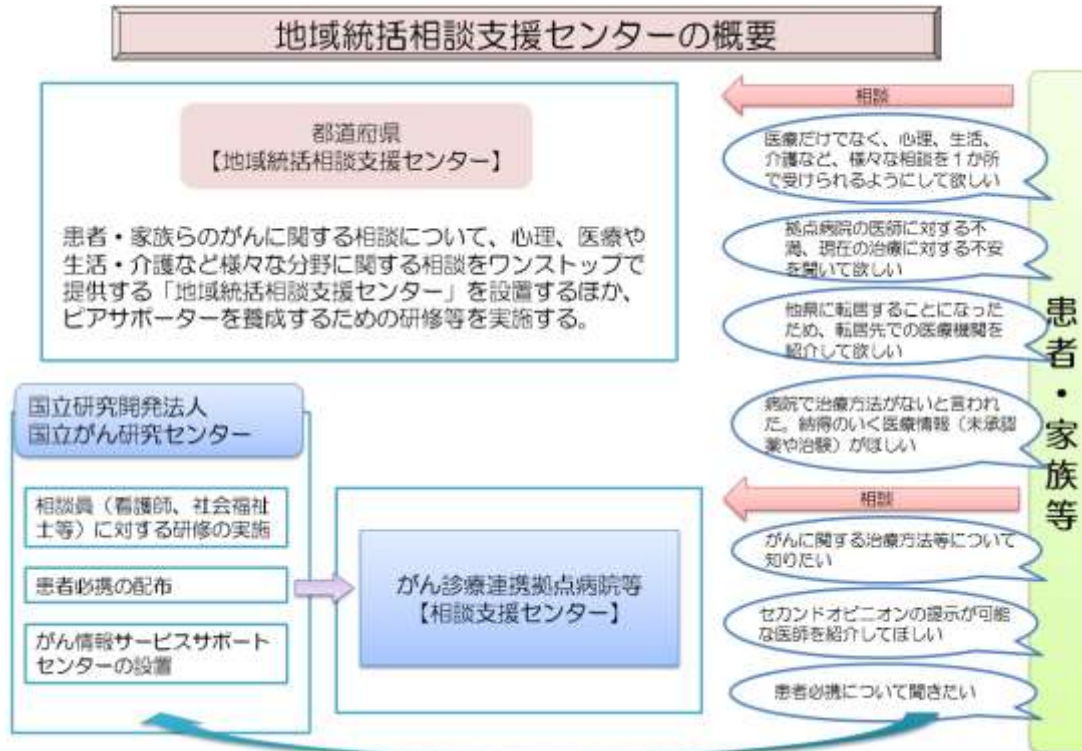 地域統括相談支援センターの概要
都道府県
【地域統括相談支援センター】
患者・家族らのがんに関する相談について、心理、医療や
生活・介護など様々な分野に関する相談をワンストップで
提供する「地域統括相談支援センター」を設置するほか、
ピアサポーターを養成するための研修等を実施する。
相談
医療だけでなく、心理、生活、
介護など、様々な相談を1か所
で受けられるようにして欲しい
拠点病院の医師に対する不
満、現在の治療に対する不安
を聞いて欲しい
他県に転居することになった
ため、転居先での医療機関を
紹介して欲しい
病院で治療方法がないと言われ
た。納得のいく医療情報（未承認
薬や治験）がほしい
患者・家族等
国立研究開発法人
国立がん研究センター
相談員（看護師、社会福祉
士等）に対する研修の実施
患者必携の配布
がん情報サービスサポート
センターの設置
がん診療連携拠点病院等
【相談支援センター】
相談
がんに関する治療方法等について
知りたい
セカンドオピニオンの提示が可能
な医師を紹介してほしい
患者必携について聞きたい